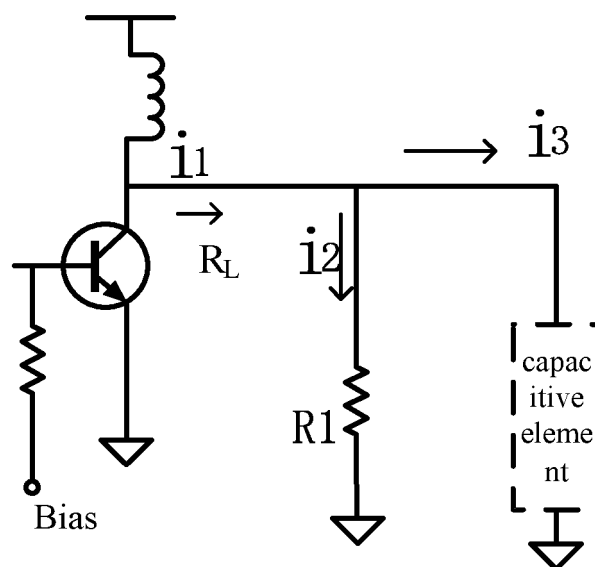 i1
i3
RL
i2
R1
capac
itive
eleme
nt
Bias